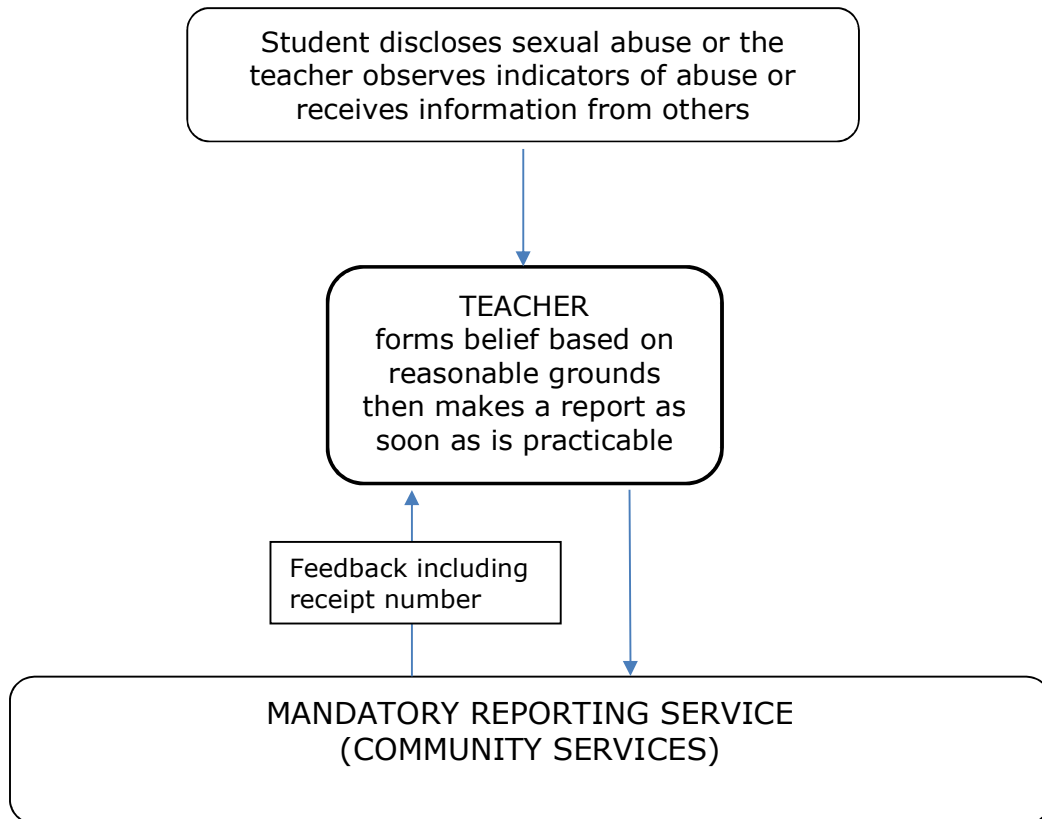 Student discloses sexual abuse or the
teacher observes indicators of abuse or
receives information from others
TEACHER
forms belief based on
reasonable grounds
then makes a report as
soon as is practicable
Feedback including
receipt number
MANDATORY REPORTING SERVICE
(COMMUNITY SERVICES)